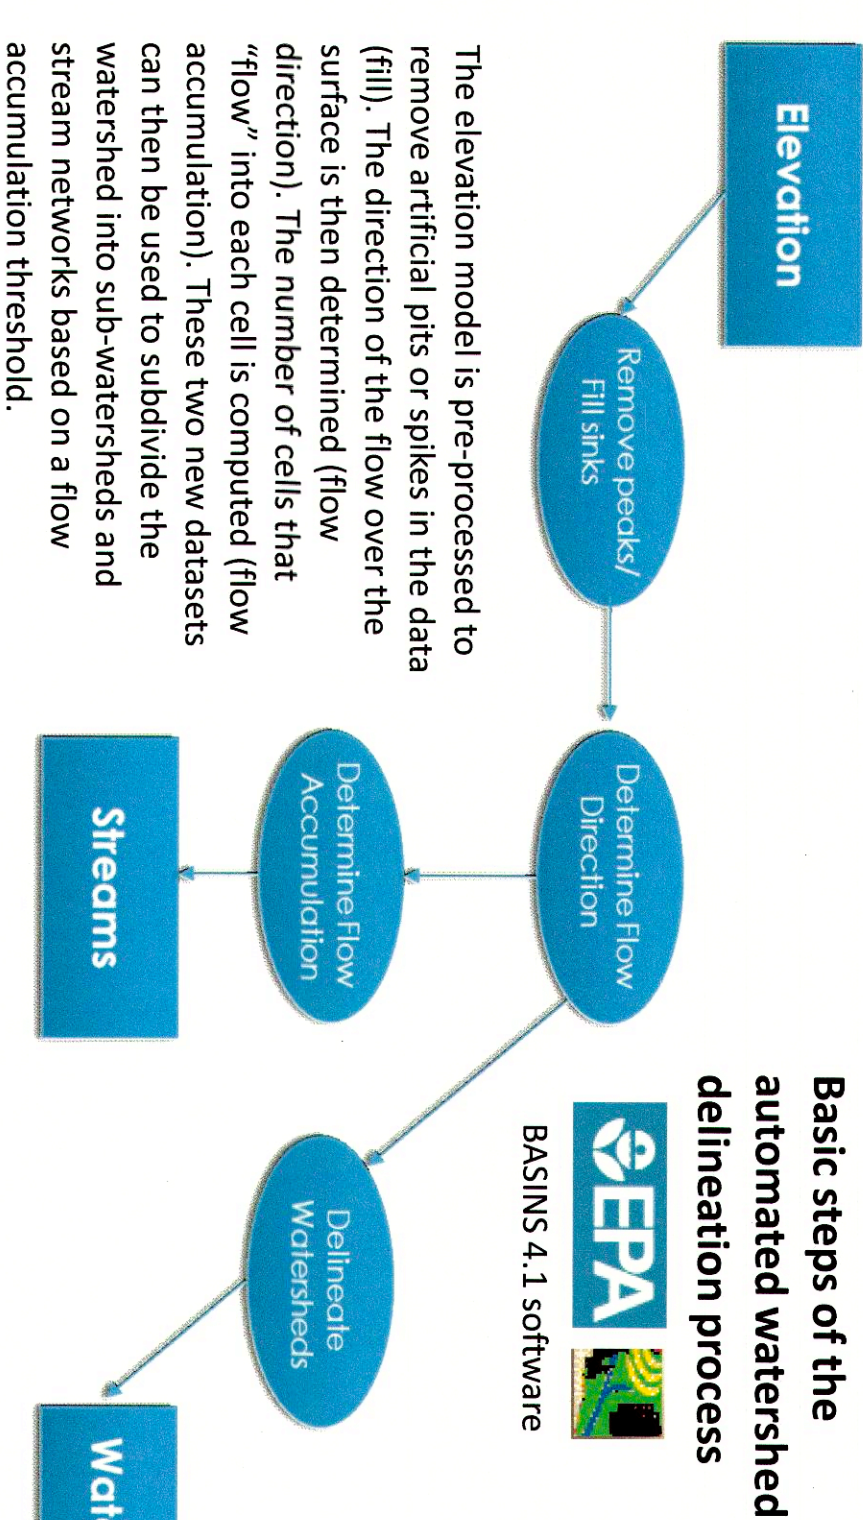 Basic steps of the
automated watershed
delineation process
EPA
BASINS 4.1 software
Elevation
Remove peaks/
Fill sinks
Determine Flow
Direction
Determine Flow
Accumulation
Streams
Delineate
Watersheds
The elevation model is pre-processed to
remove artificial pits or spikes in the data
(fill). The direction of the flow over the
surface is then determined (flow
direction). The number of cells that
“flow” into each cell is computed (flow
accumulation). These two new datasets
can then be used to subdivide the
watershed into sub-watersheds and
stream networks based on a flow
accumulation threshold.